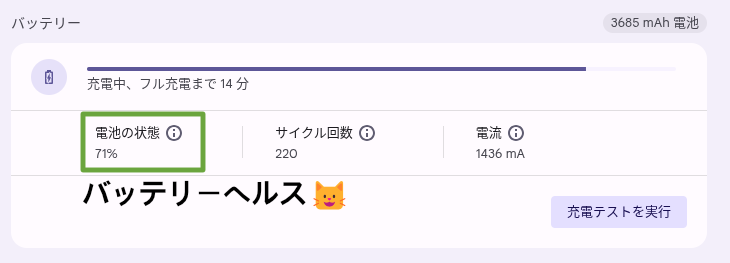 バッテリー
3685 mAh 電池
充電中、フル充電まで 14 分
電池の状態
71%
サイクル回数
220
電流
1436 mA
バッテリーヘルス🐱
充電テストを実行